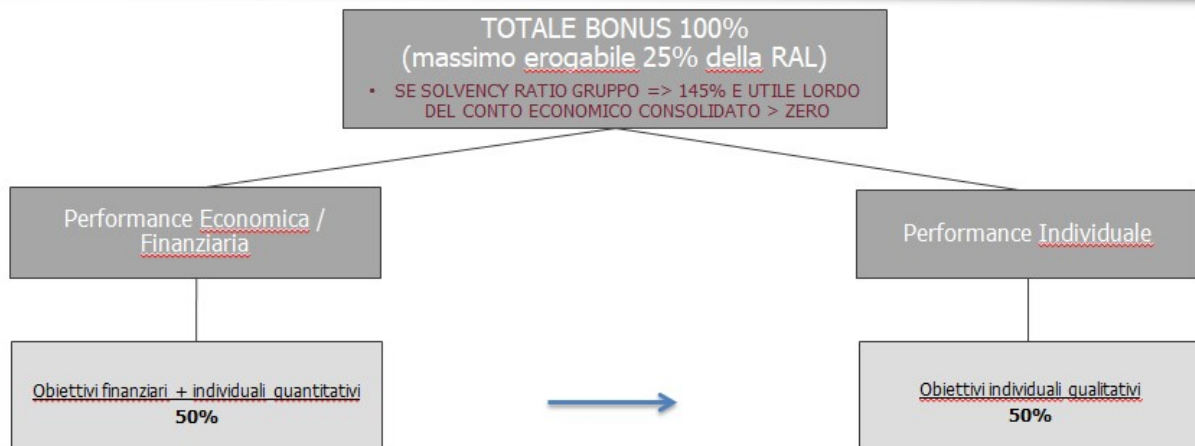 TOTALE BONUS 100%
(massimo erogabile 25% della RAL)
• SE SOLVENCY RATIO GRUPPO => 145% E UTILE LORDO
DEL CONTO ECONOMICO CONSOLIDATO > ZERO
Performance Economica /
Finanziaria
Performance Individuale
Obiettivi finanziari + individuali quantitativi
50%
Obiettivi individuali qualitativi
50%